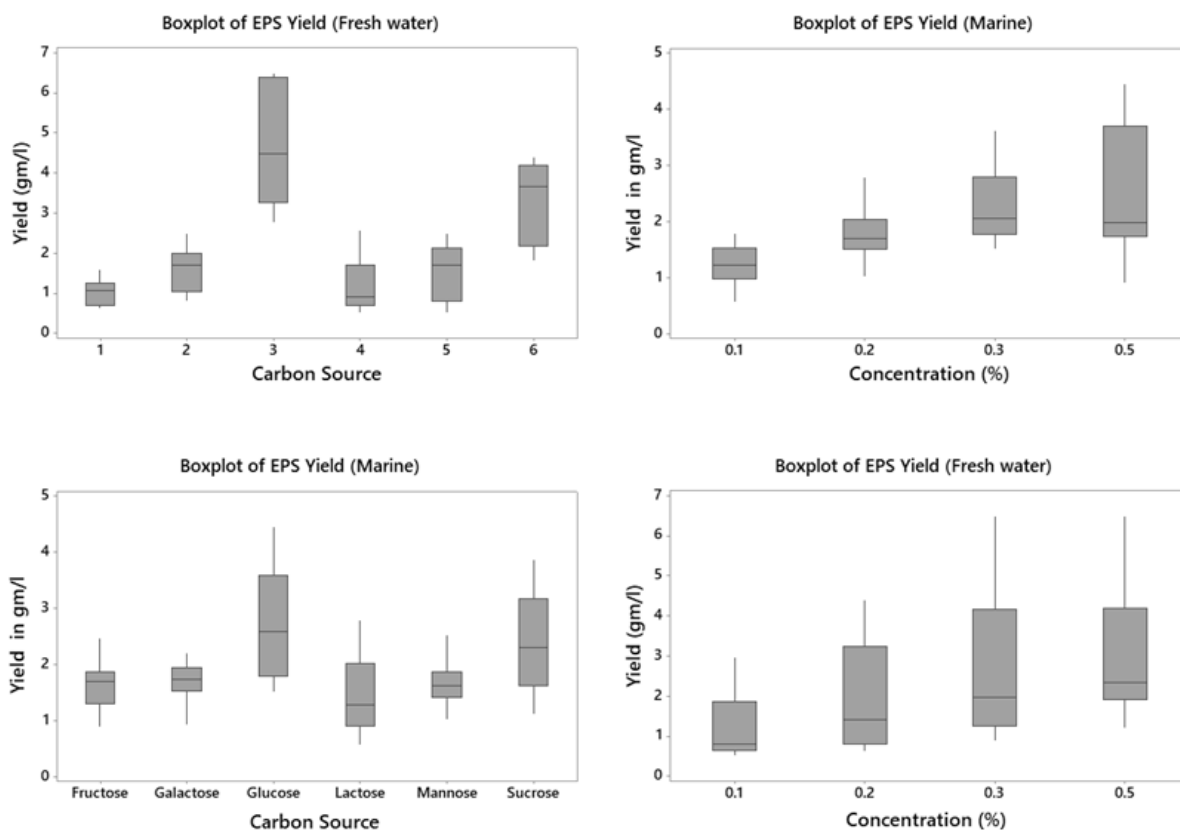 Boxplot of EPS Yield (Fresh water)
7
6
5
4
3
2
1
0
Yield (gm/l)
1 2 3 4 5 6
Carbon Source
Boxplot of EPS Yield (Marine)
5
4
3
2
1
0
Yield in gm/l
0.1 0.2 0.3 0.5
Concentration (%)
Boxplot of EPS Yield (Marine)
5
4
3
2
1
0
Yield in gm/l
Fructose Galactose Glucose Lactose Mannose Sucrose
Carbon Source
Boxplot of EPS Yield (Fresh water)
7
6
5
4
3
2
1
0
Yield (gm/l)
0.1 0.2 0.3 0.5
Concentration (%)